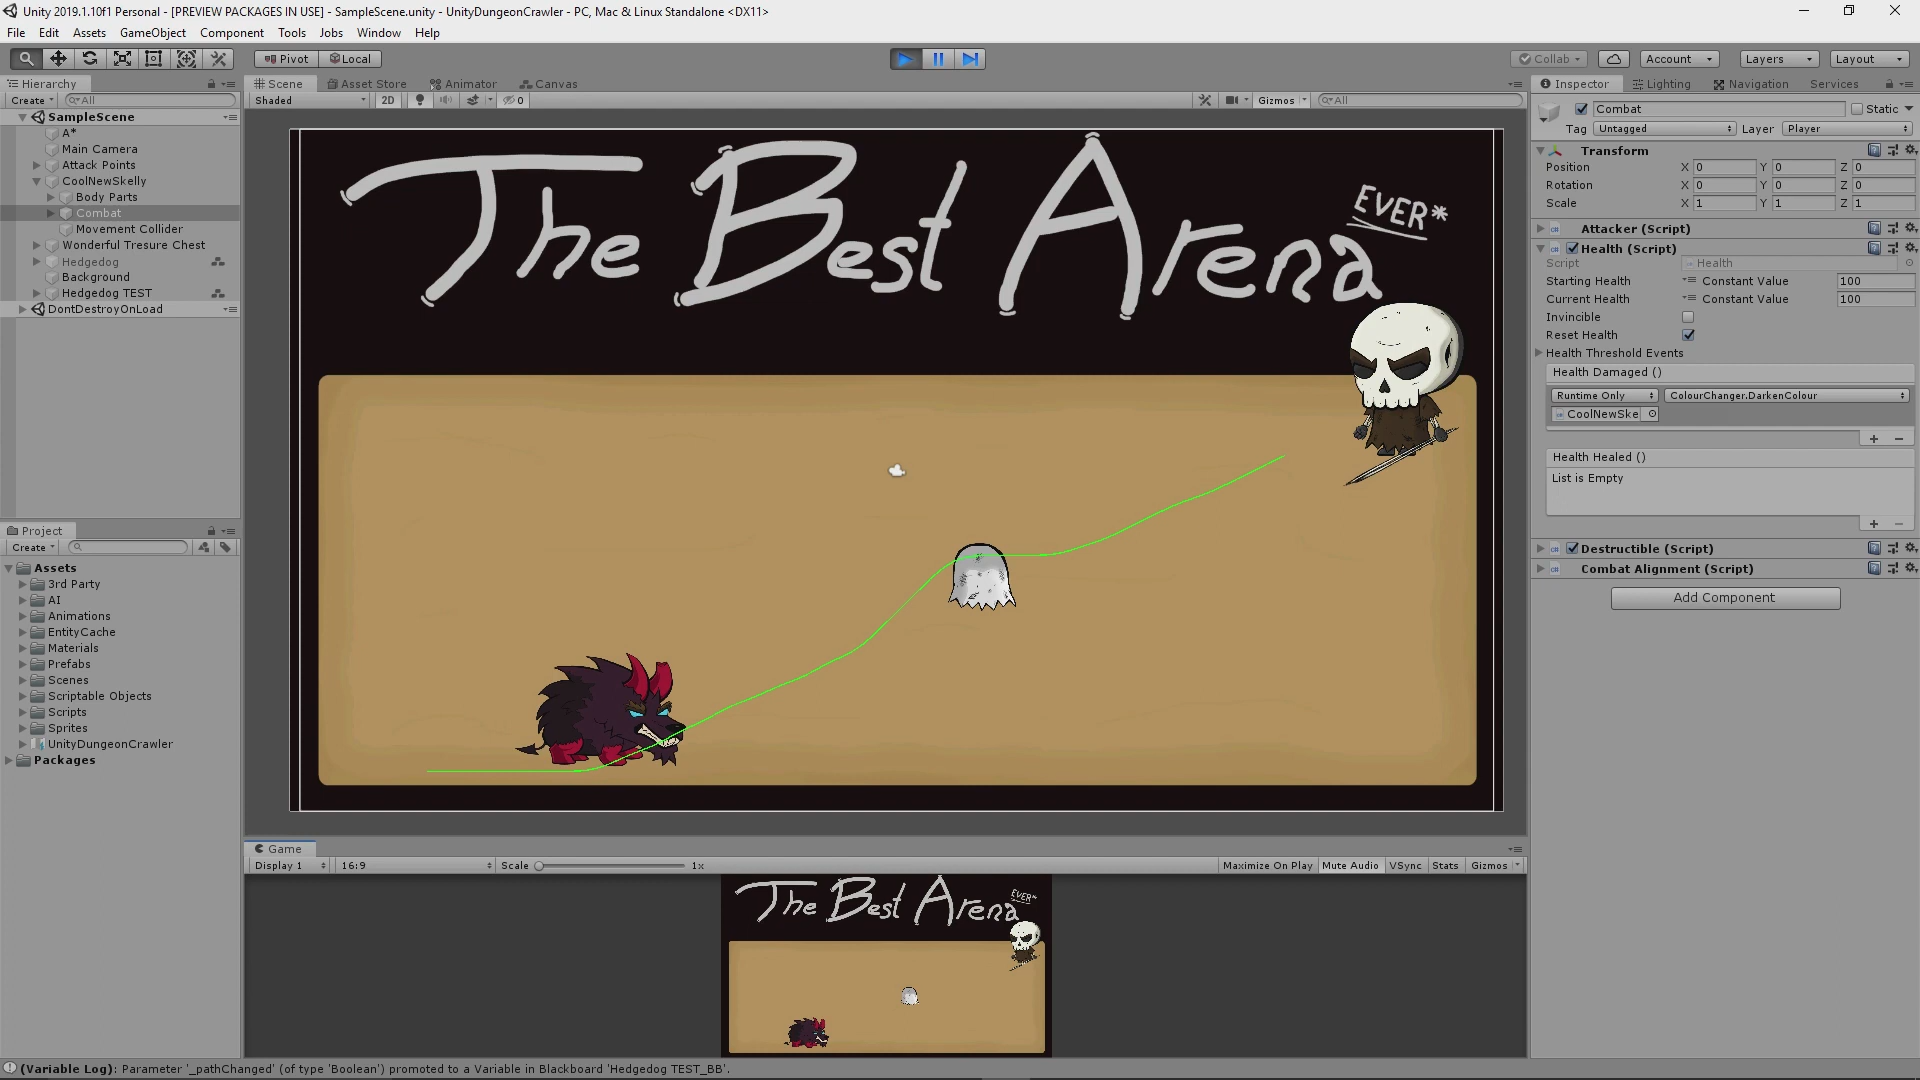 Unity 2019.1.10f1 Personal - [PREVIEW PACKAGES IN USE] - SampleScene.unity - UnityDungeonCrawler - PC, Mac & Linux Standalone <DX11>
File Edit Assets GameObject Component Tools Jobs Window Help
Pivot Local Collab Account Layers Layout
Hierarchy
Create All
SampleScene
A*
Main Camera
Attack Points
CoolNewSkelly
Body Parts
Combat
Movement Collider
Wonderful Tresure Chest
Hedgedog
Background
Hedgedog TEST
DontDestroyOnLoad
Project
Create
Assets
3rd Party
AI
Animations
EntityCache
Materials
Prefabs
Scenes
Scriptable Objects
Scripts
Sprites
UnityDungeonCrawler
Packages
Scene Asset Store Animator Canvas
Shaded 2D 0 Gizmos All
The Best Arena
EVER*
Game
Display 1 16:9 Scale 1x Maximize On Play Mute Audio VSync Stats Gizmos
The Best Arena
EVER*
Inspector Lighting Navigation Services
Combat Static
Tag Untagged Layer Player
Transform
Position X 0 Y 0 Z 0
Rotation X 0 Y 0 Z 0
Scale X 1 Y 1 Z 1
Attacker (Script)
Health (Script)
Script Health
Starting Health Constant Value 100
Current Health Constant Value 100
Invincible
Reset Health
Health Threshold Events
Health Damaged ()
Runtime Only ColourChanger.DarkenColour
CoolNewSke
Health Healed ()
List is Empty
Destructible (Script)
Combat Alignment (Script)
Add Component
(Variable Log): Parameter '_pathChanged' (of type 'Boolean') promoted to a Variable in Blackboard 'Hedgedog TEST_BB'.